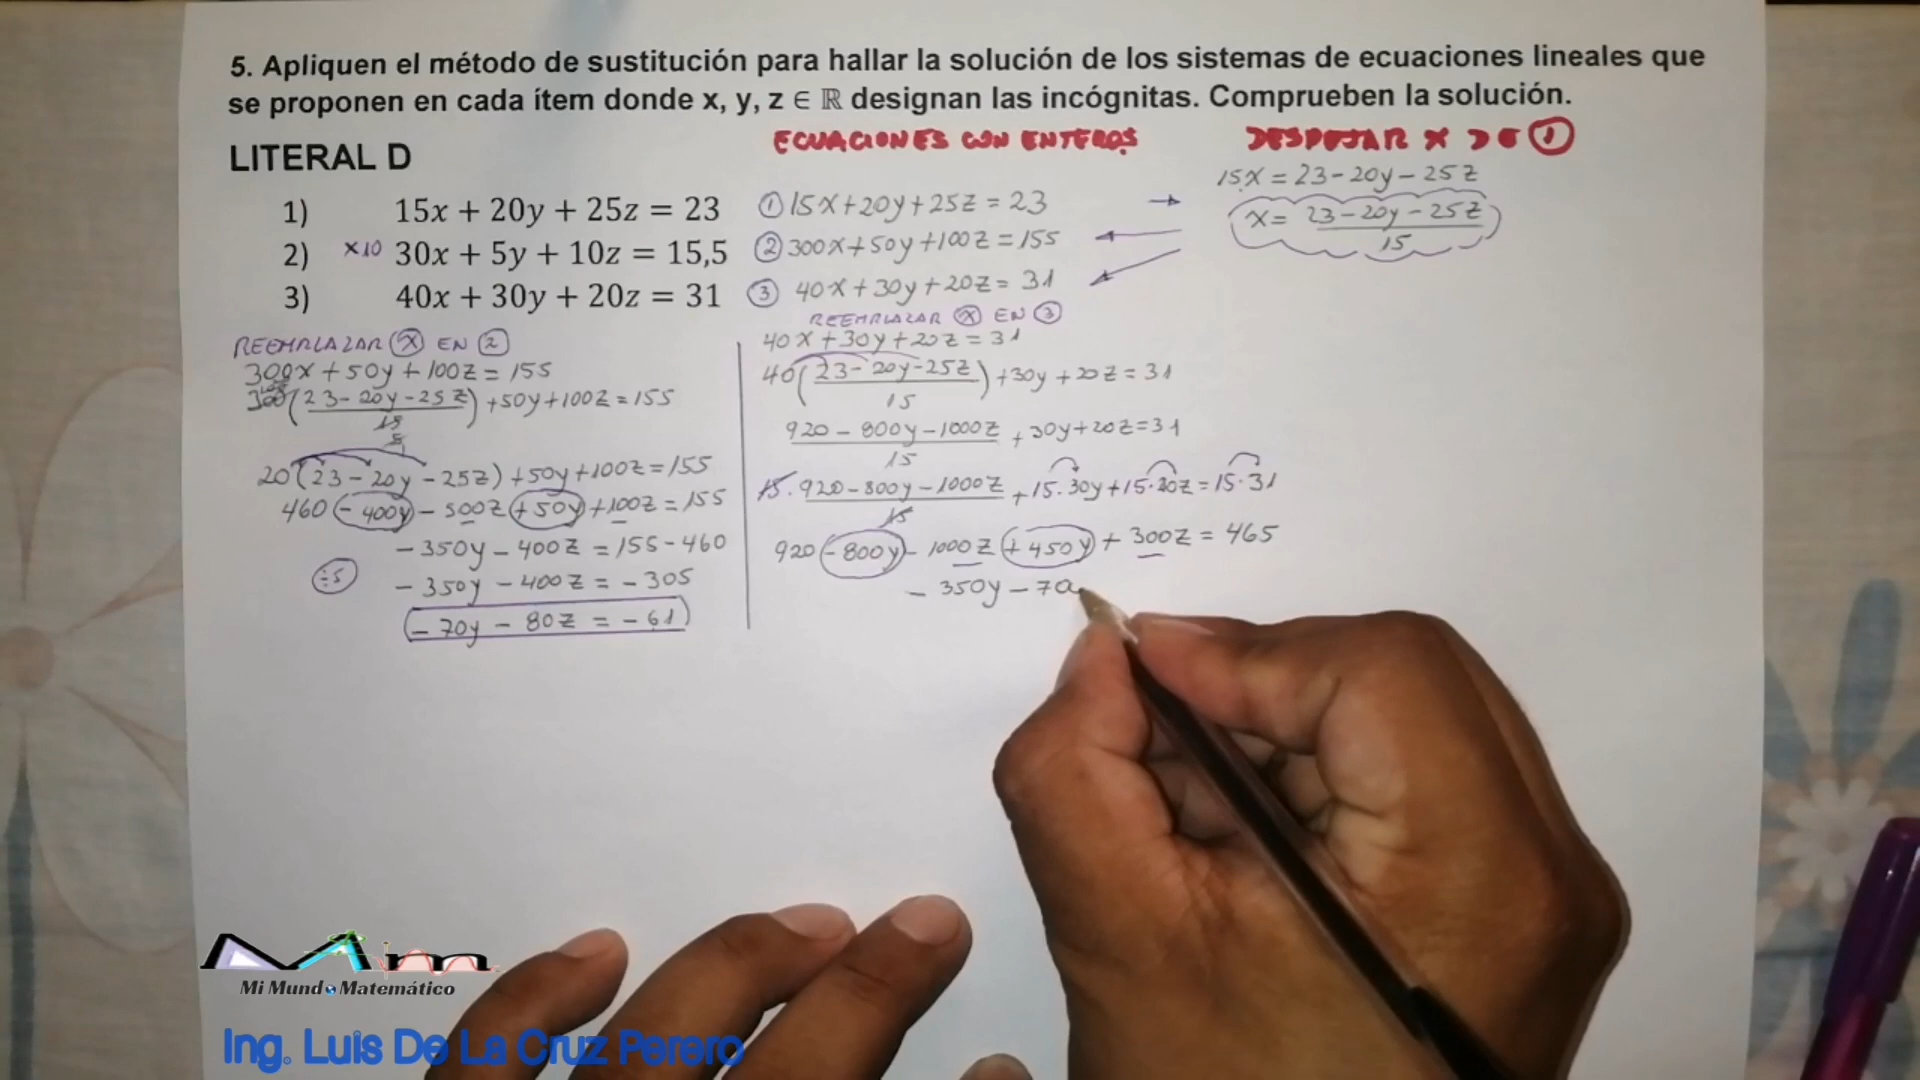 5. Apliquen el método de sustitución para hallar la solución de los sistemas de ecuaciones lineales que
se proponen en cada ítem donde x, y, z ∈ ℝ designan las incógnitas. Comprueben la solución.
LITERAL D
1) 15x + 20y + 25z = 23
2) ×10 30x + 5y + 10z = 15,5
3) 40x + 30y + 20z = 31
ECUACIONES CON ENTEROS
① 15x+20y+25z = 23
② 300x+50y+100z = 155
③ 40x+30y+20z = 31
DESPEJAR X DE ①
15x = 23-20y-25z
x = 23-20y-25z
15
REEMPLAZAR ⓧ EN ②
300x + 50y + 100z = 155
300(23-20y-25z) +50y+100z = 155
15
5
20(23-20y-25z) +50y+100z = 155
460 -400y - 500z +50y +100z = 155
-350y - 400z = 155-460
÷5
-350y - 400z = -305
-70y - 80z = -61
REEMPLAZAR ⓧ EN ③
40x+30y+20z = 31
40(23-20y-25z) +30y+20z = 31
15
920-800y-1000z +30y+20z = 31
15
15. 920-800y-1000z +15.30y+15.20z = 15.31
15
920 -800y -1000z +450y + 300z = 465
-350y - 70
Mm
Mi Mundo Matemático
Ing. Luis De La Cruz Perero